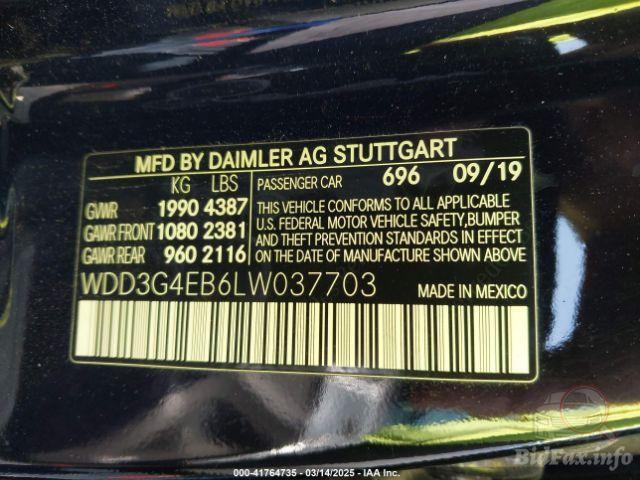 MFD BY DAIMLER AG STUTTGART
KG LBS PASSENGER CAR 696 09/19
GVWR 1990 4387
GAWR FRONT 1080 2381
GAWR REAR 960 2116
THIS VEHICLE CONFORMS TO ALL APPLICABLE
U.S. FEDERAL MOTOR VEHICLE SAFETY,BUMPER
AND THEFT PREVENTION STANDARDS IN EFFECT
ON THE DATE OF MANUFACTURE SHOWN ABOVE.
WDD3G4EB6LW037703 MADE IN MEXICO
000-41764735 - 03/14/2025 - IAA Inc.
BidFax.info